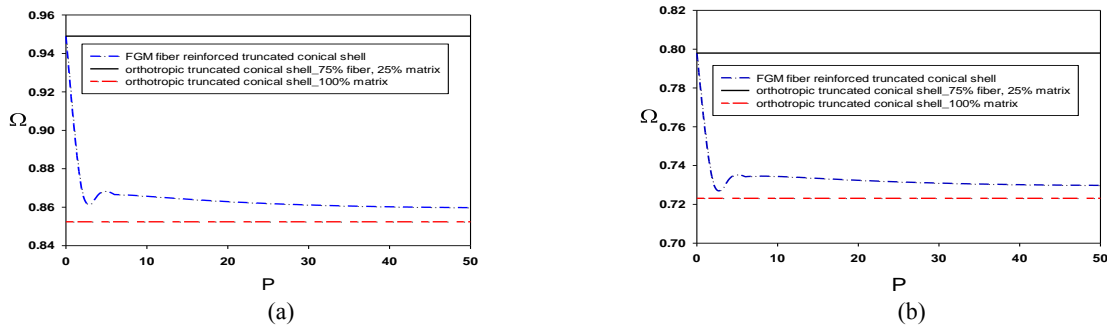 0.96
0.94
0.92
0.90
0.88
0.86
0.84
Ω
FGM fiber reinforced truncated conical shell
orthotropic truncated conical shell_75% fiber, 25% matrix
orthotropic truncated conical shell_100% matrix
0 10 20 30 40 50
P
(a)
0.82
0.80
0.78
0.76
0.74
0.72
0.70
Ω
FGM fiber reinforced truncated conical shell
orthotropic truncated conical shell_75% fiber, 25% matrix
orthotropic truncated conical shell_100% matrix
0 10 20 30 40 50
P
(b)